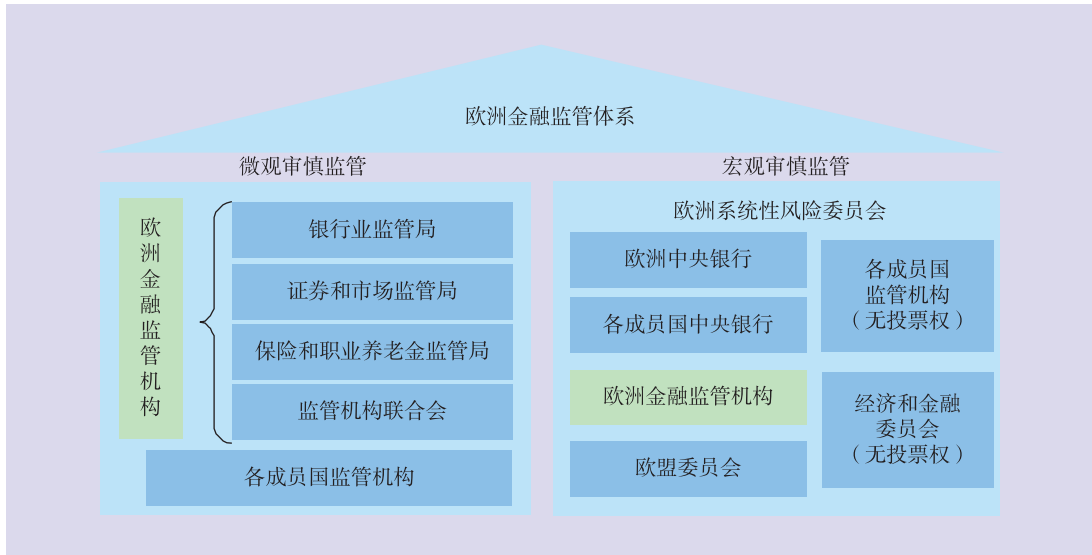 欧洲金融监管体系
微观审慎监管
欧洲金融监管机构
银行业监管局
证券和市场监管局
保险和职业养老金监管局
监管机构联合会
各成员国监管机构
宏观审慎监管
欧洲系统性风险委员会
欧洲中央银行
各成员国中央银行
欧洲金融监管机构
欧盟委员会
各成员国
监管机构
（无投票权）
经济和金融
委员会
（无投票权）